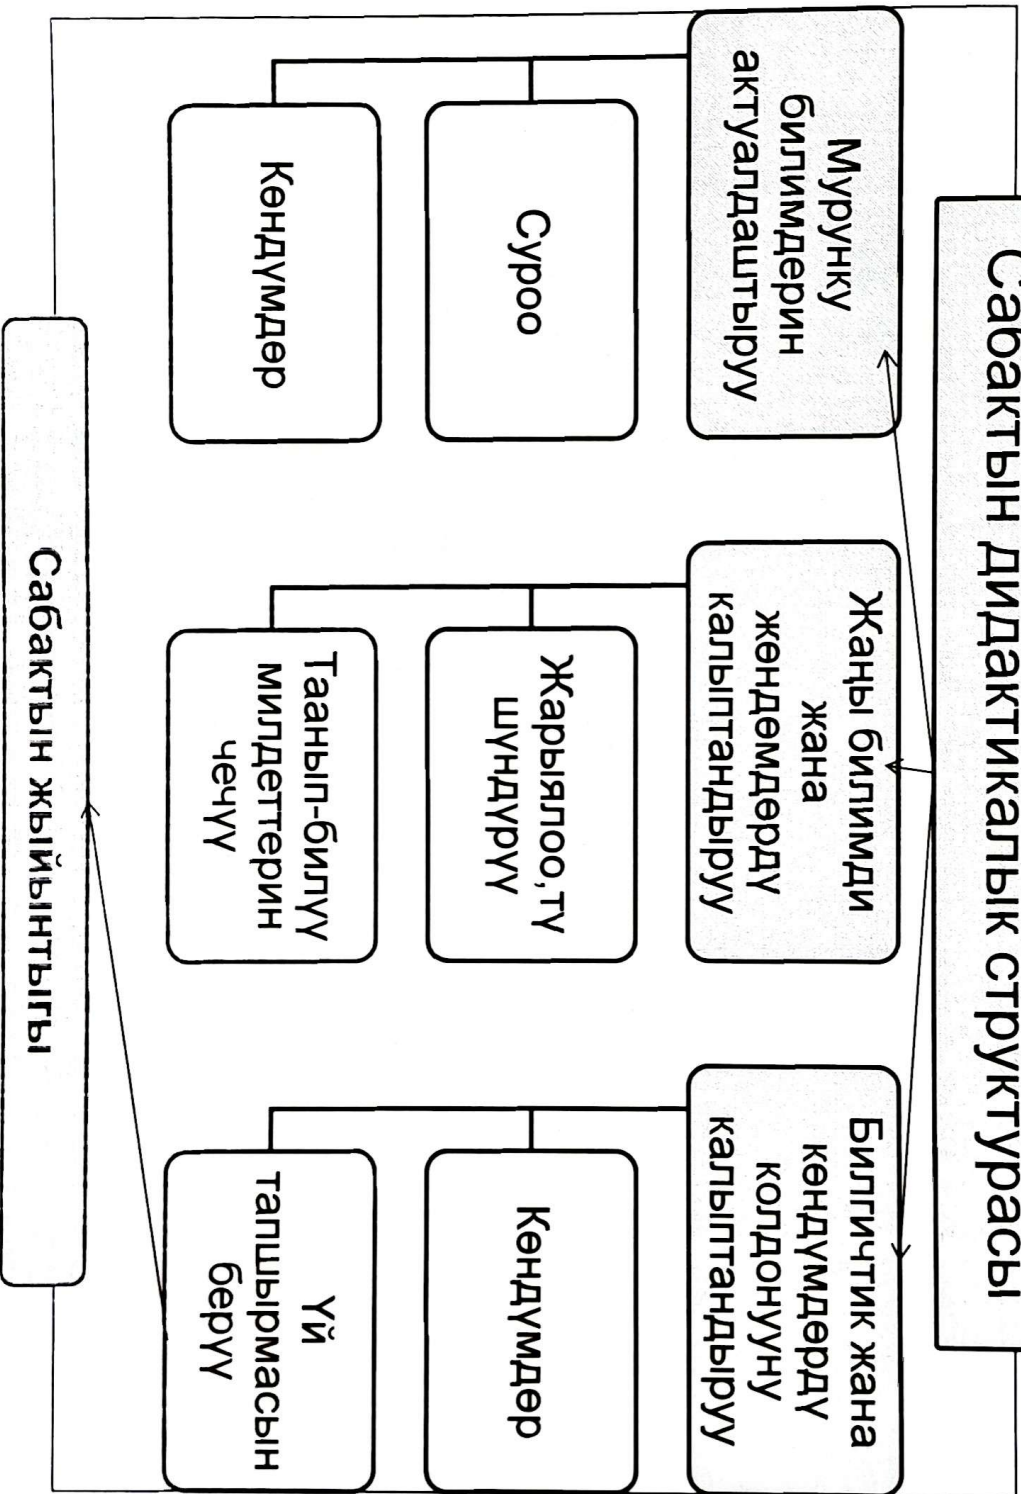 Сабактын дидактикалык структурасы
Мурунку
билимдерин
актуалдаштыруу
Суроо
Көндүмдөр
Жаңы билимди
жана
жөндөмдөрдү
калыптандыруу
Жарыялоо,тү
шүндүрүү
Таанып-билүү
милдеттерин
чечүү
Билгичтик жана
көндүмдөрдү
колдонууну
калыптандыруу
Көндүмдөр
Үй
тапшырмасын
берүү
Сабактын жыйынтыгы